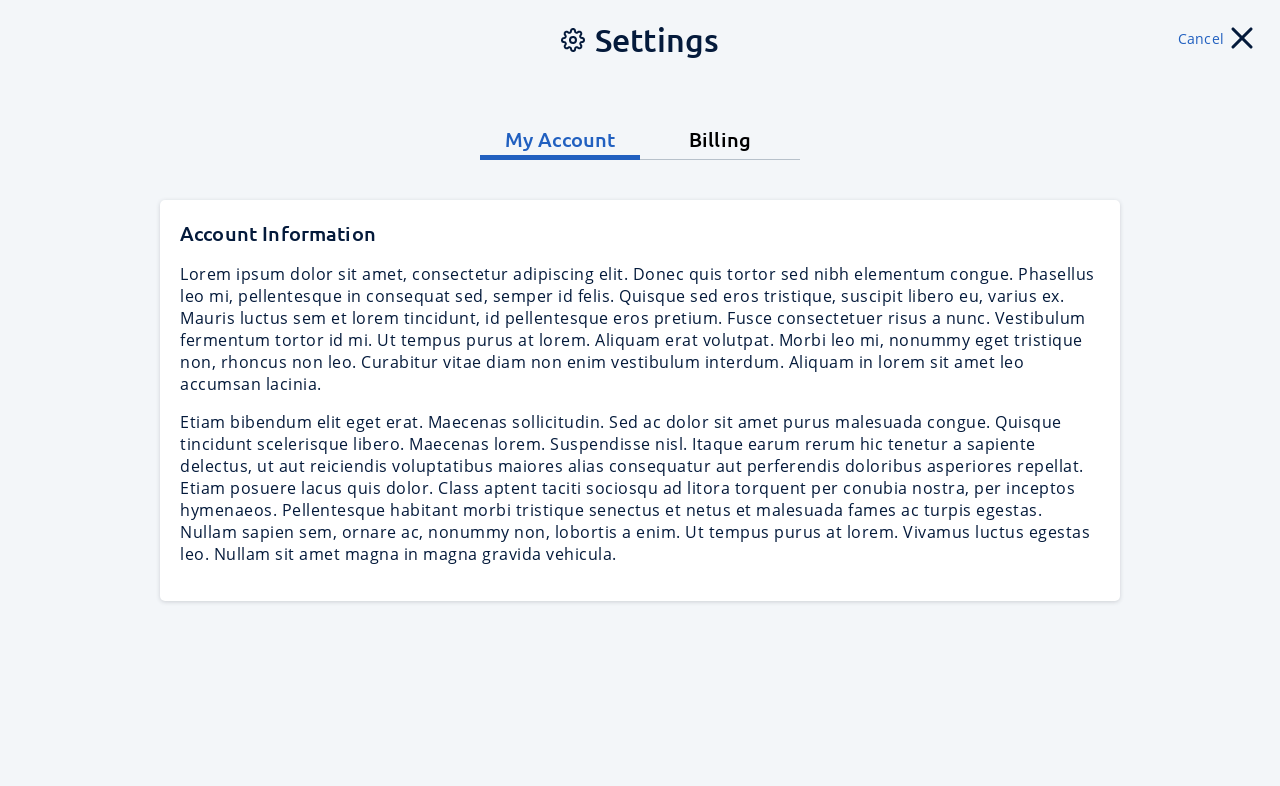 Settings
Cancel
My Account
Billing
Account Information
Lorem ipsum dolor sit amet, consectetur adipiscing elit. Donec quis tortor sed nibh elementum congue. Phasellus
leo mi, pellentesque in consequat sed, semper id felis. Quisque sed eros tristique, suscipit libero eu, varius ex.
Mauris luctus sem et lorem tincidunt, id pellentesque eros pretium. Fusce consectetuer risus a nunc. Vestibulum
fermentum tortor id mi. Ut tempus purus at lorem. Aliquam erat volutpat. Morbi leo mi, nonummy eget tristique
non, rhoncus non leo. Curabitur vitae diam non enim vestibulum interdum. Aliquam in lorem sit amet leo
accumsan lacinia.
Etiam bibendum elit eget erat. Maecenas sollicitudin. Sed ac dolor sit amet purus malesuada congue. Quisque
tincidunt scelerisque libero. Maecenas lorem. Suspendisse nisl. Itaque earum rerum hic tenetur a sapiente
delectus, ut aut reiciendis voluptatibus maiores alias consequatur aut perferendis doloribus asperiores repellat.
Etiam posuere lacus quis dolor. Class aptent taciti sociosqu ad litora torquent per conubia nostra, per inceptos
hymenaeos. Pellentesque habitant morbi tristique senectus et netus et malesuada fames ac turpis egestas.
Nullam sapien sem, ornare ac, nonummy non, lobortis a enim. Ut tempus purus at lorem. Vivamus luctus egestas
leo. Nullam sit amet magna in magna gravida vehicula.